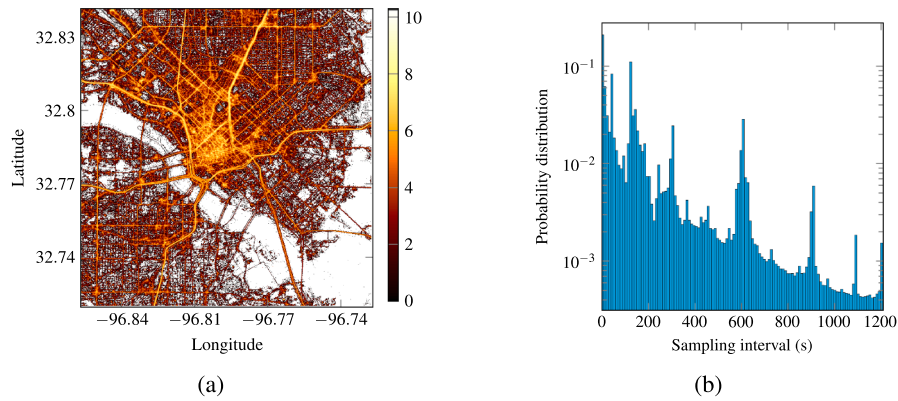 10
8
6
4
2
0
32.83
32.8
32.77
32.74
Latitude
−96.84 −96.81 −96.77 −96.74
Longitude
(a)
10⁻¹
10⁻²
10⁻³
Probability distribution
0 200 400 600 800 1000 1200
Sampling interval (s)
(b)